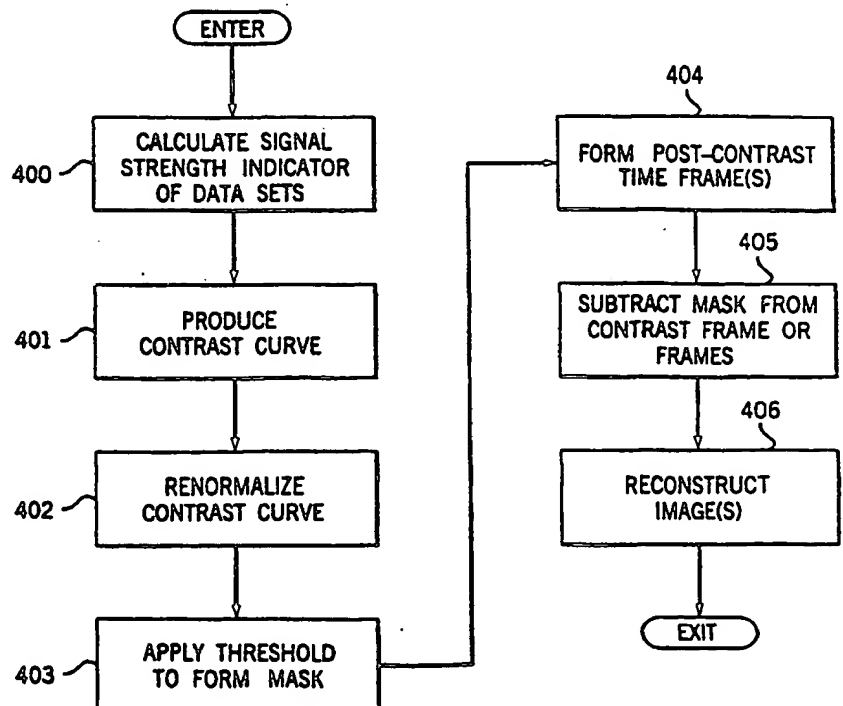 ENTER
400
CALCULATE SIGNAL
STRENGTH INDICATOR
OF DATA SETS
401
PRODUCE
CONTRAST CURVE
402
RENORMALIZE
CONTRAST CURVE
403
APPLY THRESHOLD
TO FORM MASK
404
FORM POST-CONTRAST
TIME FRAME(S)
405
SUBTRACT MASK FROM
CONTRAST FRAME OR
FRAMES
406
RECONSTRUCT
IMAGE(S)
EXIT